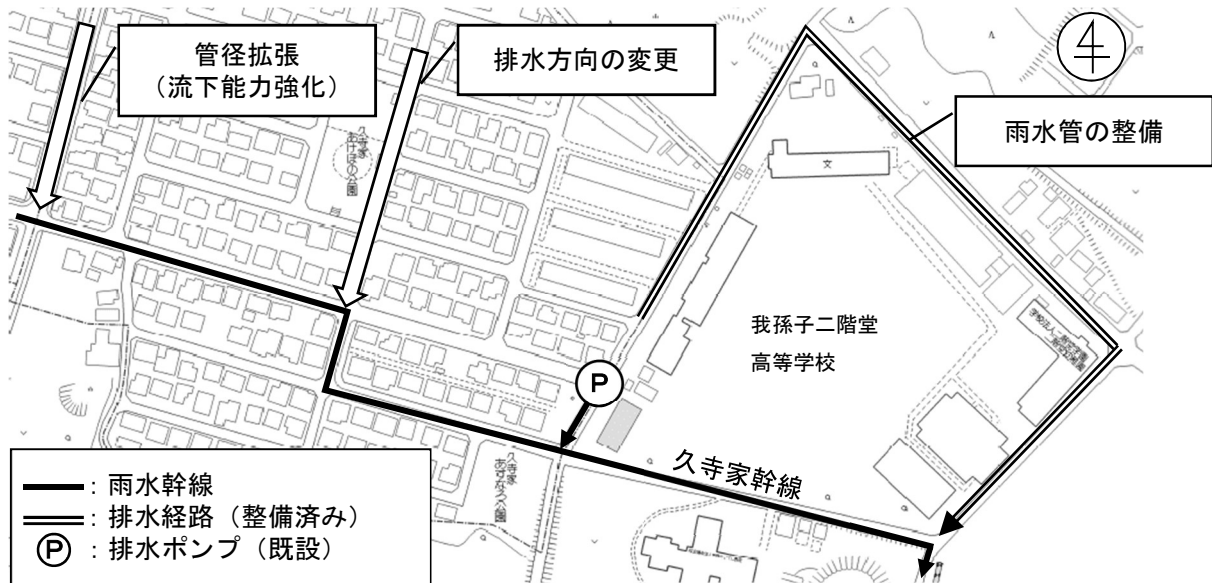 管径拡張
（流下能力強化）
排水方向の変更
雨水管の整備
久寺家
あけぼの公園
文
我孫子二階堂
高等学校
P
久寺家幹線
久寺家
あすなろ公園
：雨水幹線
：排水経路（整備済み）
P：排水ポンプ（既設）